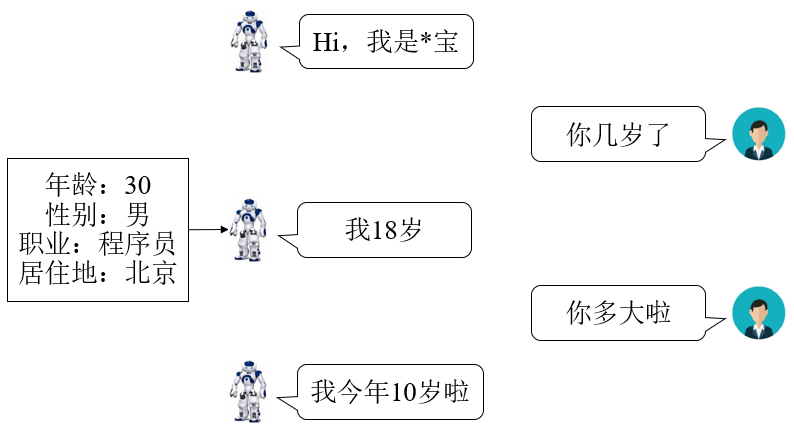 Hi，我是*宝
你几岁了
年龄：30
性别：男
职业：程序员
居住地：北京
我18岁
你多大啦
我今年10岁啦